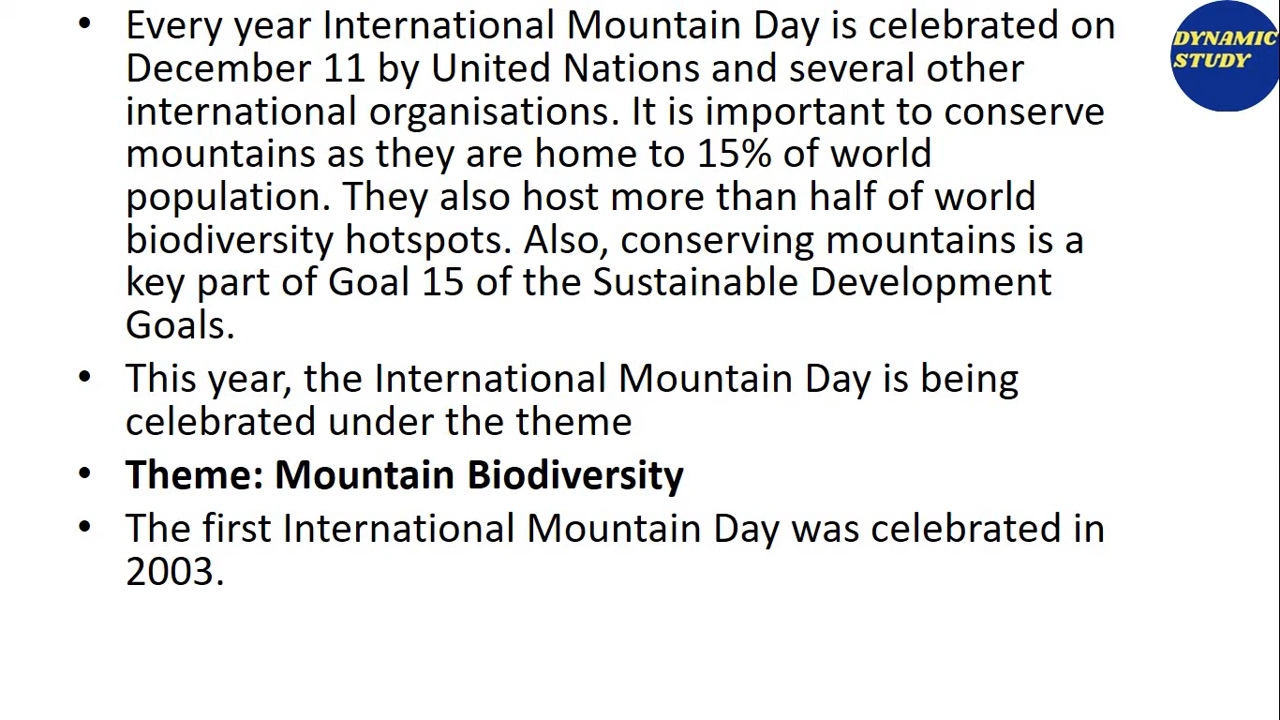 • Every year International Mountain Day is celebrated on
December 11 by United Nations and several other
international organisations. It is important to conserve
mountains as they are home to 15% of world
population. They also host more than half of world
biodiversity hotspots. Also, conserving mountains is a
key part of Goal 15 of the Sustainable Development
Goals.
• This year, the International Mountain Day is being
celebrated under the theme
• Theme: Mountain Biodiversity
• The first International Mountain Day was celebrated in
2003.
DYNAMIC
STUDY